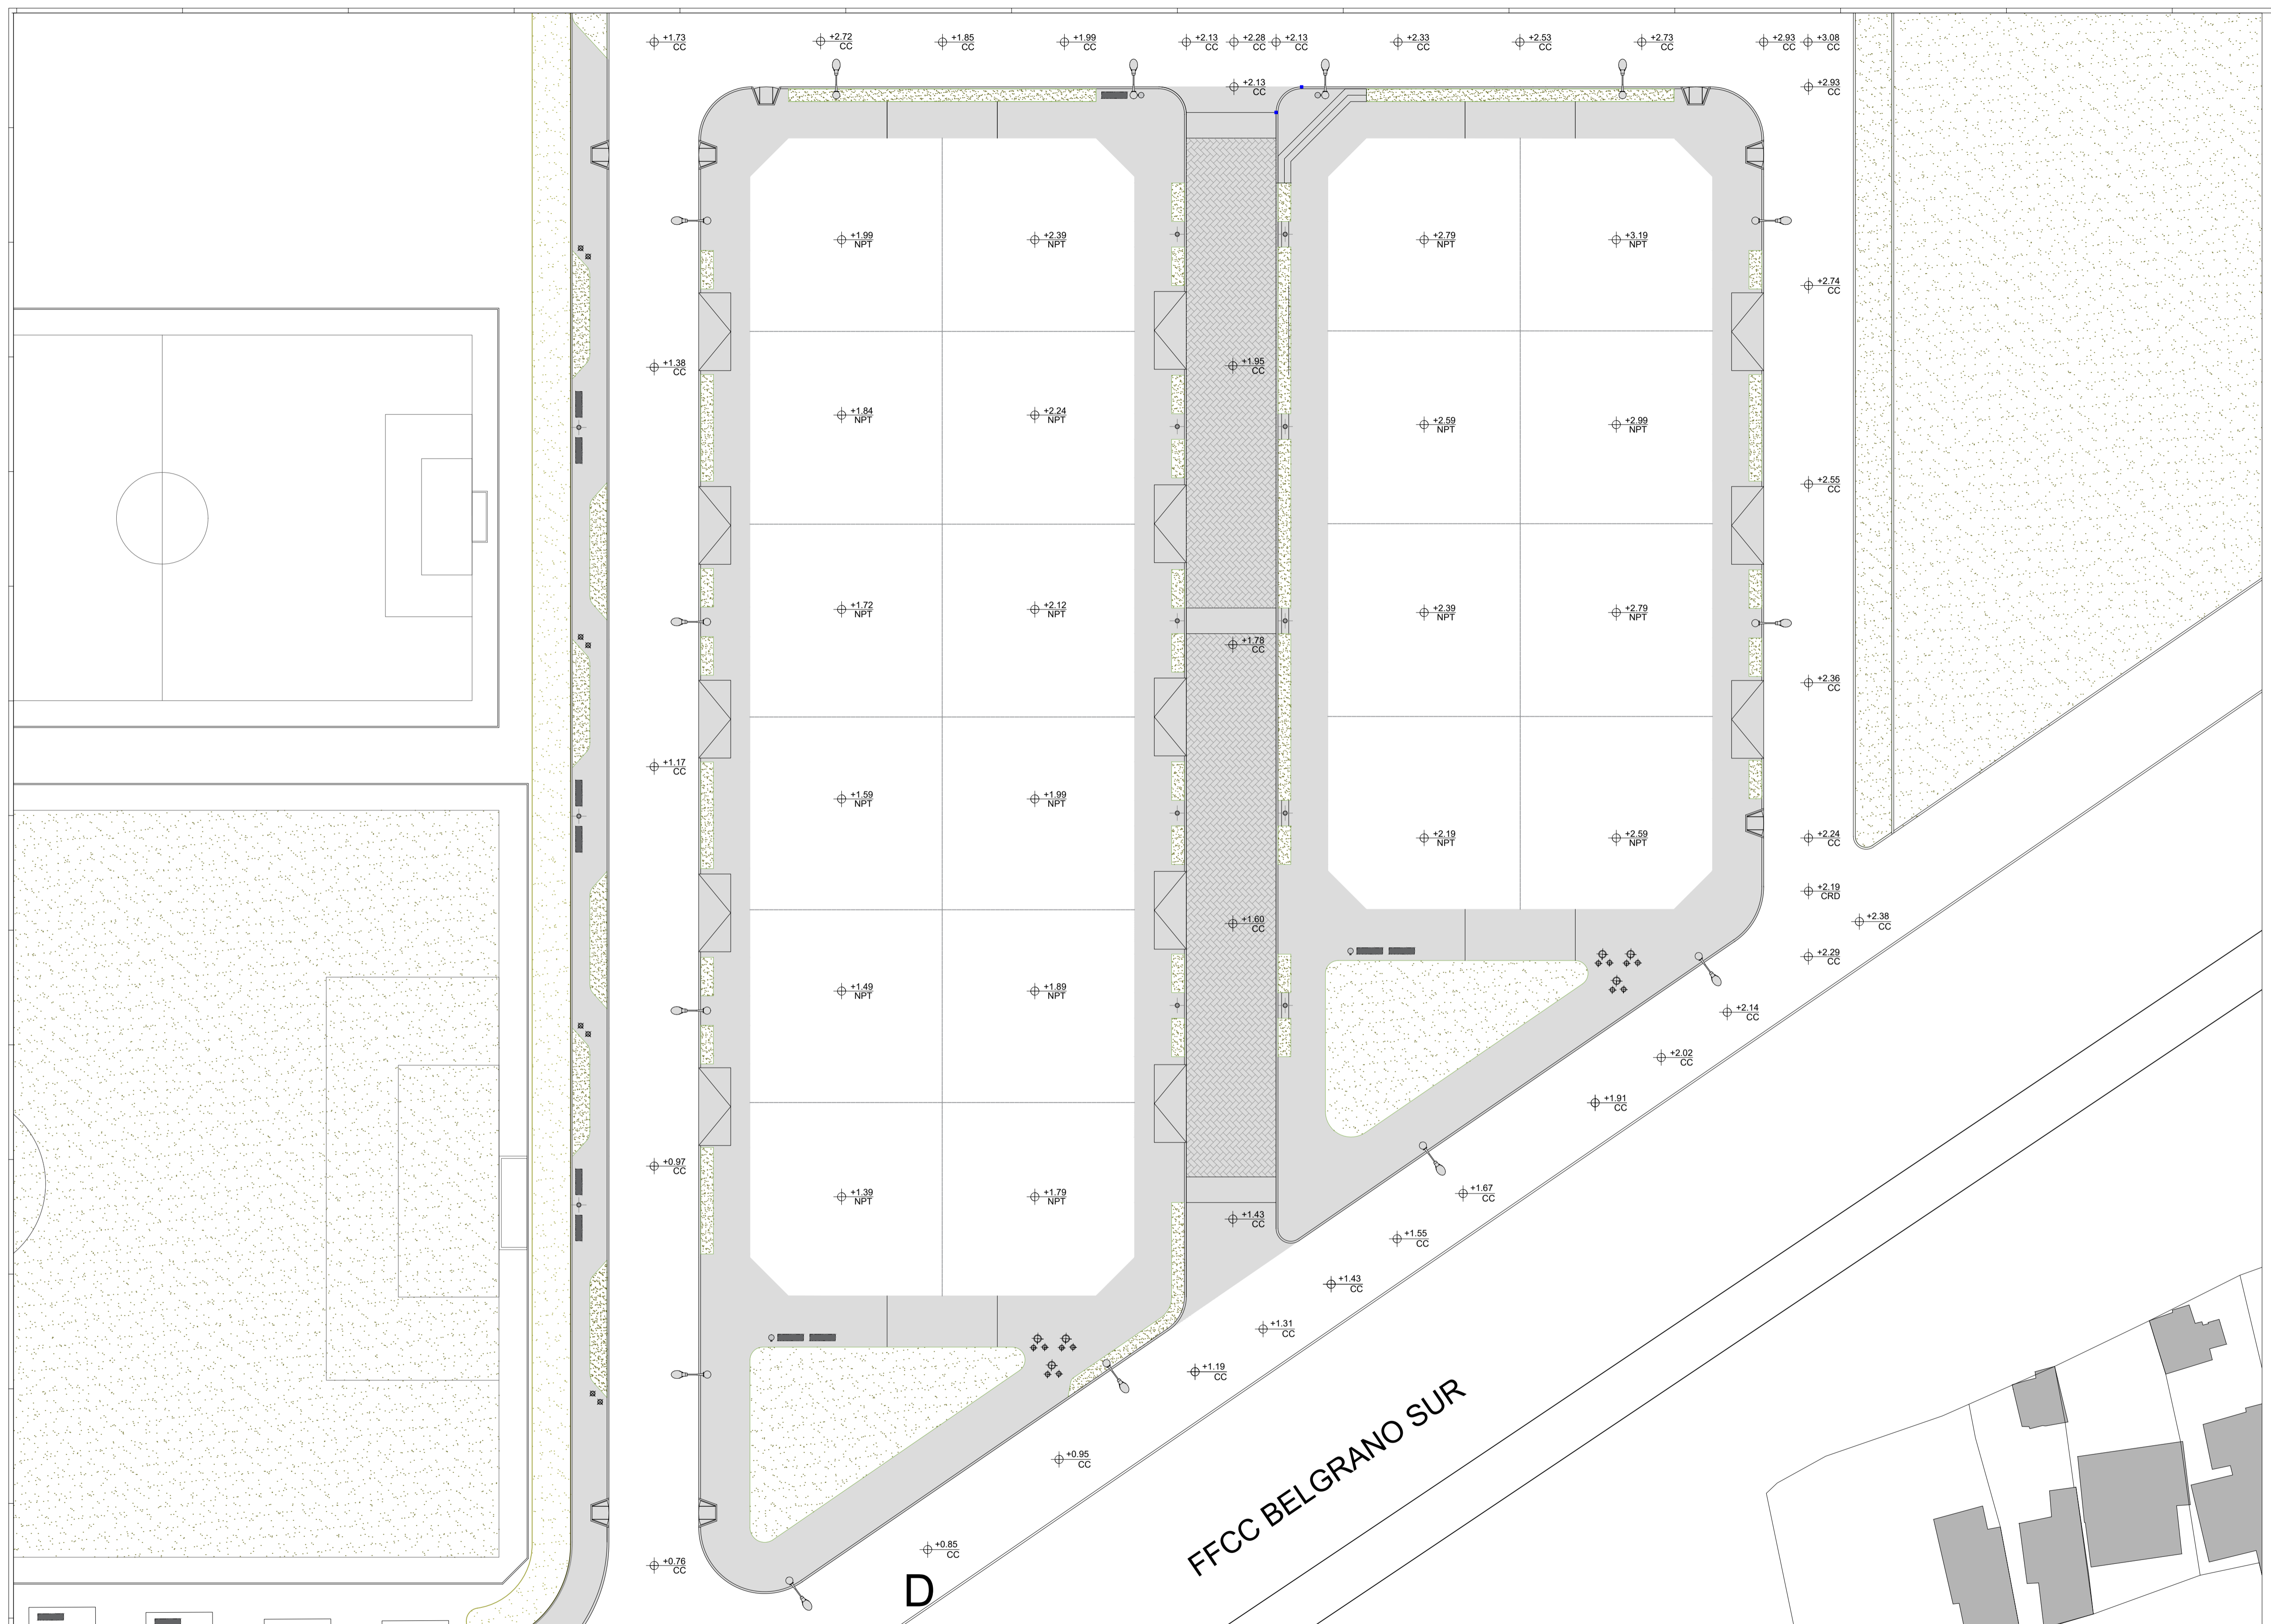 +1.73
CC
+2.72
CC
+1.85
CC
+1.99
CC
+2.13
CC
+2.28
CC
+2.13
CC
+2.33
CC
+2.53
CC
+2.73
CC
+2.93
CC
+3.08
CC
+2.13
CC
+2.93
CC
+1.99
NPT
+2.39
NPT
+2.79
NPT
+3.19
NPT
+2.74
CC
+1.38
CC
+1.95
CC
+1.84
NPT
+2.24
NPT
+2.59
NPT
+2.99
NPT
+2.55
CC
+1.72
NPT
+2.12
NPT
+2.39
NPT
+2.79
NPT
+1.78
CC
+2.36
CC
+1.17
CC
+1.59
NPT
+1.99
NPT
+2.19
NPT
+2.59
NPT
+2.24
CC
+2.19
CRD
+1.60
CC
+2.38
CC
+2.29
CC
+1.49
NPT
+1.89
NPT
+2.14
CC
+2.02
CC
+1.91
CC
+0.97
CC
+1.39
NPT
+1.79
NPT
+1.67
CC
+1.43
CC
+1.55
CC
+1.43
CC
+1.31
CC
+1.19
CC
FFCC BELGRANO SUR
+0.95
CC
+0.85
CC
+0.76
CC
D